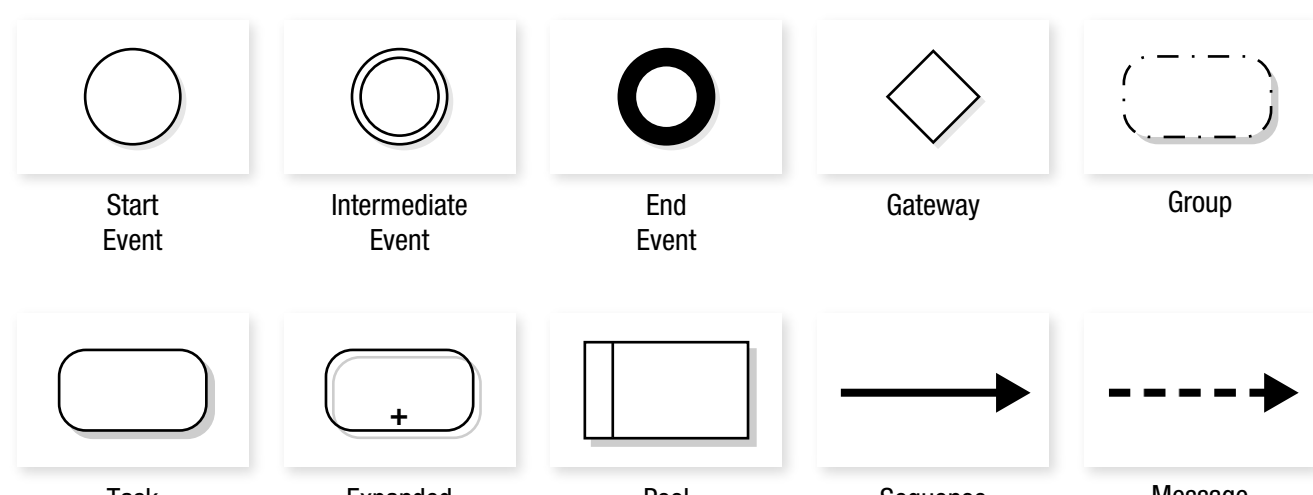 Start
Event
Intermediate
Event
End
Event
Gateway
Group
+
Task
Expanded
Pool
Sequence
Message